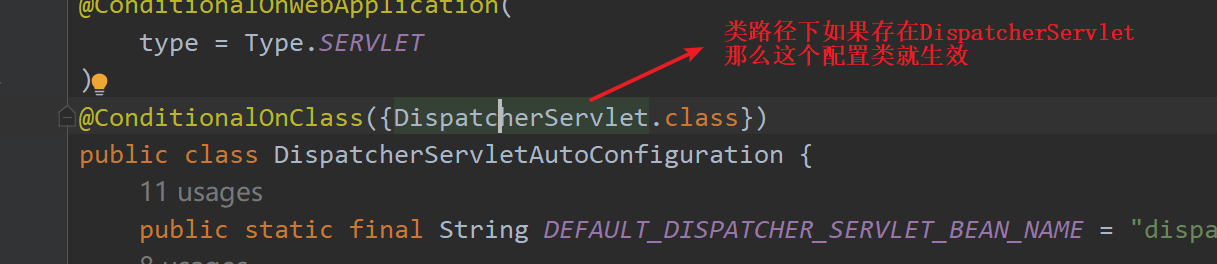 @ConditionalOnWebApplication(
type = Type.SERVLET
类路径下如果存在DispatcherServlet
那么这个配置类就生效
)
@ConditionalOnClass({DispatcherServlet.class})
public class DispatcherServletAutoConfiguration {
11 usages
public static final String DEFAULT_DISPATCHER_SERVLET_BEAN_NAME = "dispa
8 usages